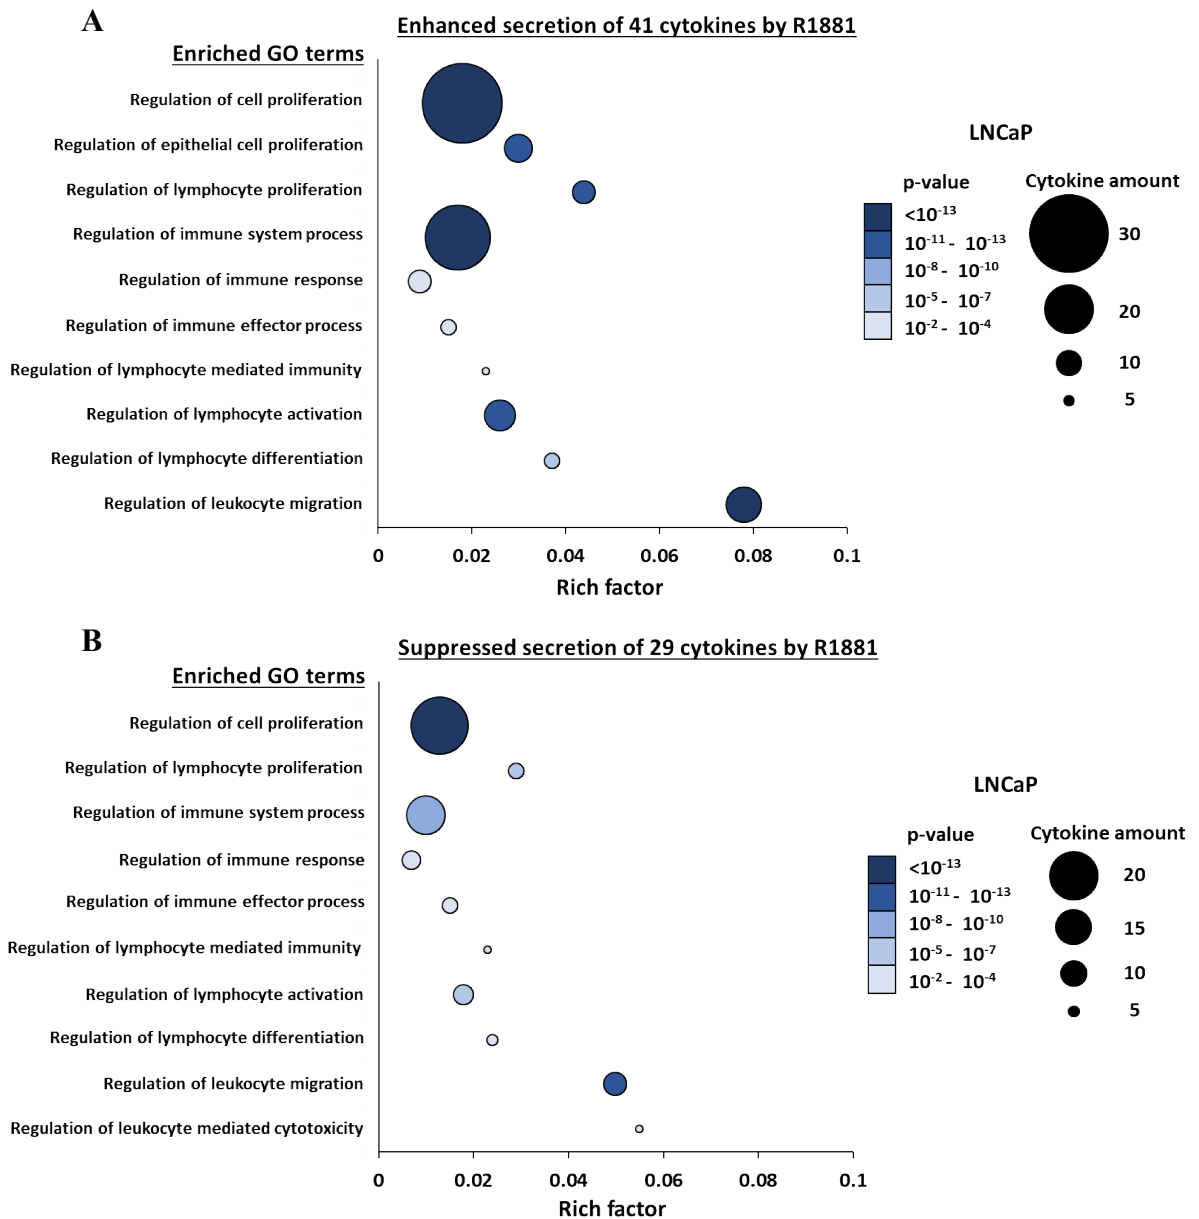 A
Enhanced secretion of 41 cytokines by R1881
Enriched GO terms
Regulation of cell proliferation
Regulation of epithelial cell proliferation
Regulation of lymphocyte proliferation
Regulation of immune system process
Regulation of immune response
Regulation of immune effector process
Regulation of lymphocyte mediated immunity
Regulation of lymphocyte activation
Regulation of lymphocyte differentiation
Regulation of leukocyte migration
0 0.02 0.04 0.06 0.08 0.1
Rich factor
LNCaP
p-value
<10⁻¹³
10⁻¹¹ - 10⁻¹³
10⁻⁸ - 10⁻¹⁰
10⁻⁵ - 10⁻⁷
10⁻² - 10⁻⁴
Cytokine amount
30
20
10
5
B
Suppressed secretion of 29 cytokines by R1881
Enriched GO terms
Regulation of cell proliferation
Regulation of lymphocyte proliferation
Regulation of immune system process
Regulation of immune response
Regulation of immune effector process
Regulation of lymphocyte mediated immunity
Regulation of lymphocyte activation
Regulation of lymphocyte differentiation
Regulation of leukocyte migration
Regulation of leukocyte mediated cytotoxicity
0 0.02 0.04 0.06 0.08 0.1
Rich factor
LNCaP
p-value
<10⁻¹³
10⁻¹¹ - 10⁻¹³
10⁻⁸ - 10⁻¹⁰
10⁻⁵ - 10⁻⁷
10⁻² - 10⁻⁴
Cytokine amount
20
15
10
5